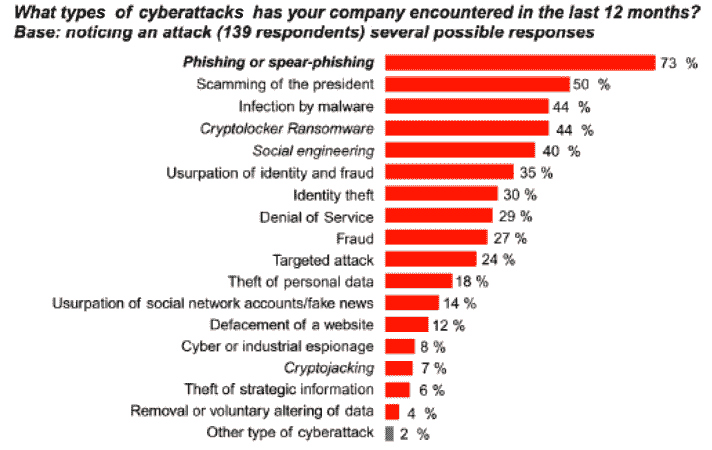 What types of cyberattacks has your company encountered in the last 12 months?
Base: noticing an attack (139 respondents) several possible responses
Phishing or spear-phishing 73 %
Scamming of the president 50 %
Infection by malware 44 %
Cryptolocker Ransomware 44 %
Social engineering 40 %
Usurpation of identity and fraud 35 %
Identity theft 30 %
Denial of Service 29 %
Fraud 27 %
Targeted attack 24 %
Theft of personal data 18 %
Usurpation of social network accounts/fake news 14 %
Defacement of a website 12 %
Cyber or industrial espionage 8 %
Cryptojacking 7 %
Theft of strategic information 6 %
Removal or voluntary altering of data 4 %
Other type of cyberattack 2 %